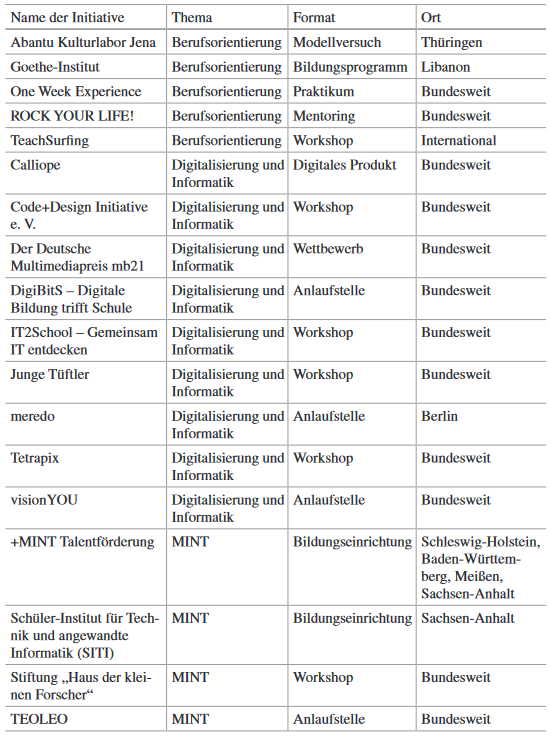 Name der Initiative Thema Format Ort
Abantu Kulturlabor Jena Berufsorientierung Modellversuch Thüringen
Goethe-Institut Berufsorientierung Bildungsprogramm Libanon
One Week Experience Berufsorientierung Praktikum Bundesweit
ROCK YOUR LIFE! Berufsorientierung Mentoring Bundesweit
TeachSurfing Berufsorientierung Workshop International
Calliope Digitalisierung und Digitales Produkt Bundesweit
Informatik
Code+Design Initiative Digitalisierung und Workshop Bundesweit
e. V. Informatik
Der Deutsche Digitalisierung und Wettbewerb Bundesweit
Multimediapreis mb21 Informatik
DigiBitS – Digitale Digitalisierung und Anlaufstelle Bundesweit
Bildung trifft Schule Informatik
IT2School – Gemeinsam Digitalisierung und Workshop Bundesweit
IT entdecken Informatik
Junge Tüftler Digitalisierung und Workshop Bundesweit
Informatik
meredo Digitalisierung und Anlaufstelle Berlin
Informatik
Tetrapix Digitalisierung und Workshop Bundesweit
Informatik
visionYOU Digitalisierung und Anlaufstelle Bundesweit
Informatik
+MINT Talentförderung MINT Bildungseinrichtung Schleswig-Holstein,
Baden-Württem-
berg, Meißen,
Sachsen-Anhalt
Schüler-Institut für Tech- MINT Bildungseinrichtung Sachsen-Anhalt
nik und angewandte
Informatik (SITI)
Stiftung „Haus der klei- MINT Workshop Bundesweit
nen Forscher“
TEOLEO MINT Anlaufstelle Bundesweit